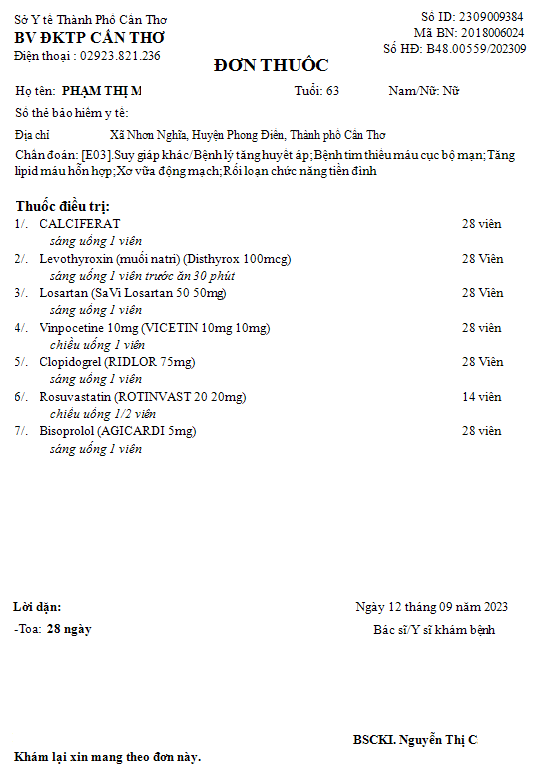 Sở Y tế Thành Phố Cần Thơ
BV ĐKTP CẦN THƠ
Điện thoại : 02923.821.236
Số ID: 2309009384
Mã BN: 2018006024
Số HĐ: B48.00559/202309
ĐƠN THUỐC
Họ tên: PHẠM THỊ M
Tuổi: 63
Nam/Nữ: Nữ
Số thẻ bảo hiểm y tế:
Địa chỉ Xã Nhơn Nghĩa, Huyện Phong Điền, Thành phố Cần Thơ
Chẩn đoán: [E03].Suy giáp khác/Bệnh lý tăng huyết áp;Bệnh tim thiếu máu cục bộ mạn;Tăng
lipid máu hỗn hợp;Xơ vữa động mạch;Rối loạn chức năng tiền đình
Thuốc điều trị:
1/. CALCIFERAT 28 viên
sáng uống 1 viên
2/. Levothyroxin (muối natri) (Disthyrox 100mcg) 28 Viên
sáng uống 1 viên trước ăn 30 phút
3/. Losartan (SaVi Losartan 50 50mg) 28 Viên
sáng uống 1 viên
4/. Vinpocetine 10mg (VICETIN 10mg 10mg) 28 viên
chiều uống 1 viên
5/. Clopidogrel (RIDLOR 75mg) 28 Viên
sáng uống 1 viên
6/. Rosuvastatin (ROTINVAST 20 20mg) 14 viên
chiều uống 1/2 viên
7/. Bisoprolol (AGICARDI 5mg) 28 viên
sáng uống 1 viên
Lời dặn:
-Toa: 28 ngày
Ngày 12 tháng 09 năm 2023
Bác sĩ/Y sĩ khám bệnh
BSCKI. Nguyễn Thị C
Khám lại xin mang theo đơn này.